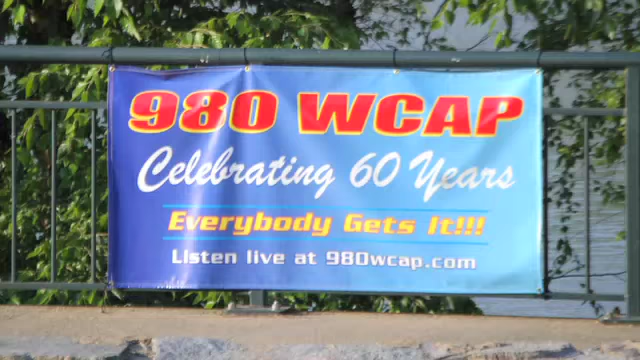 980 WCAP
Celebrating 60 Years
Everybody Gets It!!!
Listen live at 980wcap.com